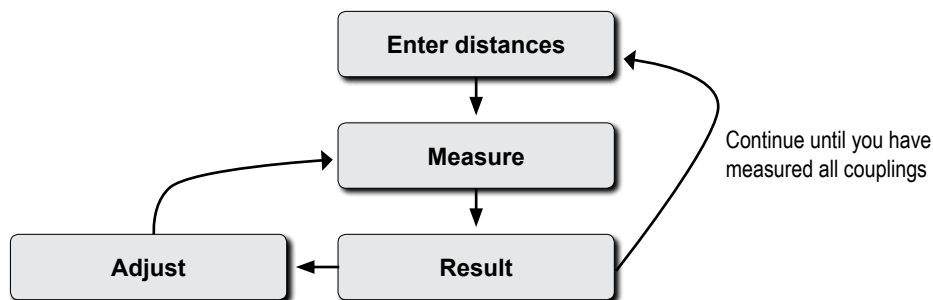 Enter distances
Measure
Continue until you have
measured all couplings
Adjust
Result